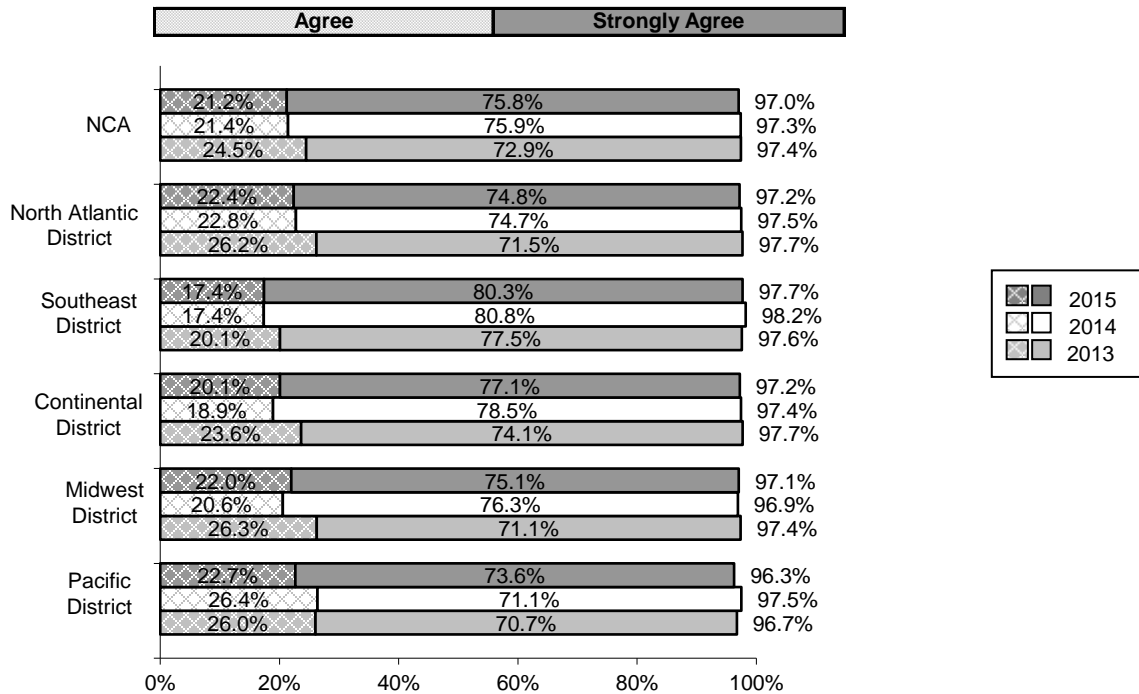 Agree Strongly Agree
NCA
21.2% 75.8% 97.0%
21.4% 75.9% 97.3%
24.5% 72.9% 97.4%
North Atlantic
District
22.4% 74.8% 97.2%
22.8% 74.7% 97.5%
26.2% 71.5% 97.7%
Southeast
District
17.4% 80.3% 97.7%
17.4% 80.8% 98.2%
20.1% 77.5% 97.6%
Continental
District
20.1% 77.1% 97.2%
18.9% 78.5% 97.4%
23.6% 74.1% 97.7%
Midwest
District
22.0% 75.1% 97.1%
20.6% 76.3% 96.9%
26.3% 71.1% 97.4%
Pacific
District
22.7% 73.6% 96.3%
26.4% 71.1% 97.5%
26.0% 70.7% 96.7%
0% 20% 40% 60% 80% 100%
2015
2014
2013